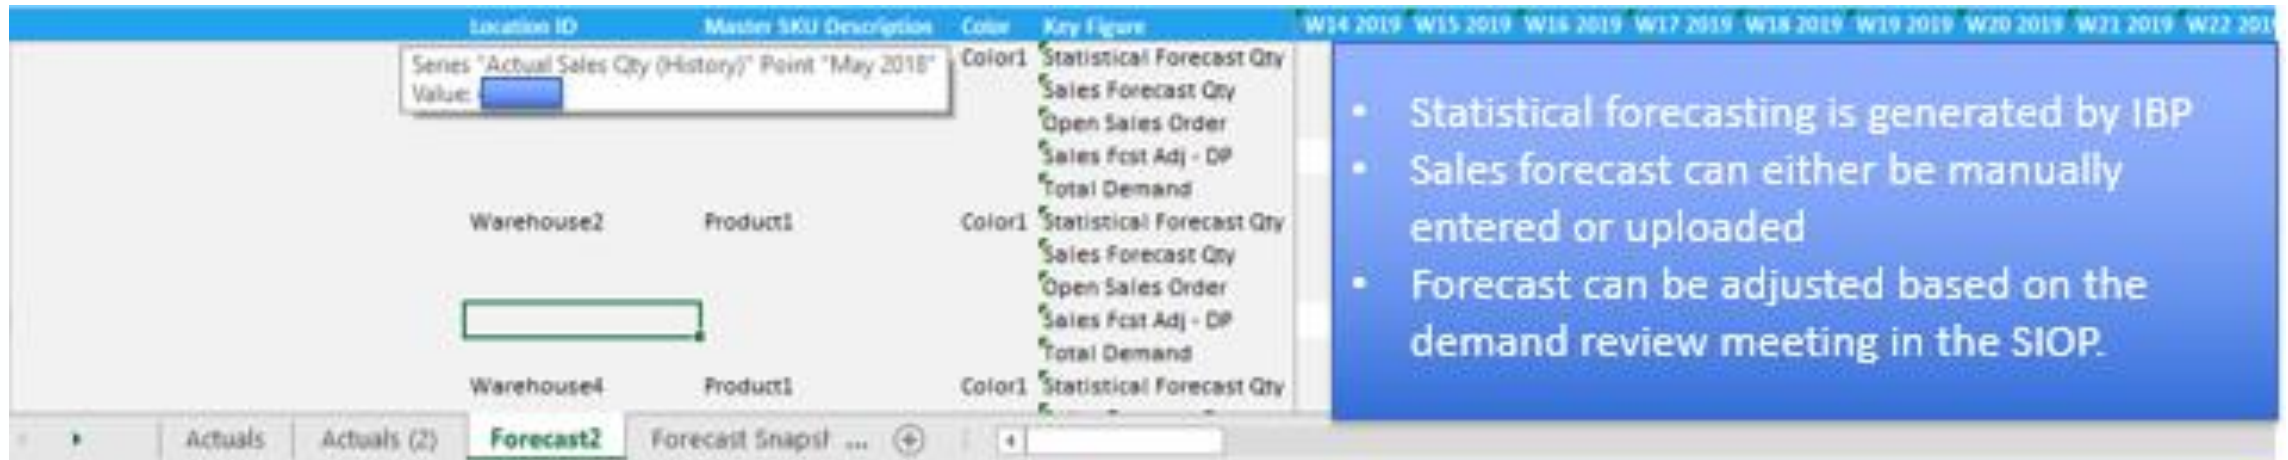 Location ID Master SKU Description Color Key Figure W14 2019 W15 2019 W16 2019 W17 2019 W18 2019 W19 2019 W20 2019 W21 2019 W22 2019
Series "Actual Sales Qty (History)" Point "May 2018"
Value:
Color1 Statistical Forecast Qty
Sales Forecast Qty
Open Sales Order
Sales Fcst Adj - DP
Total Demand
Warehouse2 Product1 Color1 Statistical Forecast Qty
Sales Forecast Qty
Open Sales Order
Sales Fcst Adj - DP
Total Demand
Warehouse4 Product1 Color1 Statistical Forecast Qty
• Statistical forecasting is generated by IBP
• Sales forecast can either be manually
entered or uploaded
• Forecast can be adjusted based on the
demand review meeting in the SIOP.
Actuals Actuals (2) Forecast2 Forecast Snapsh ...